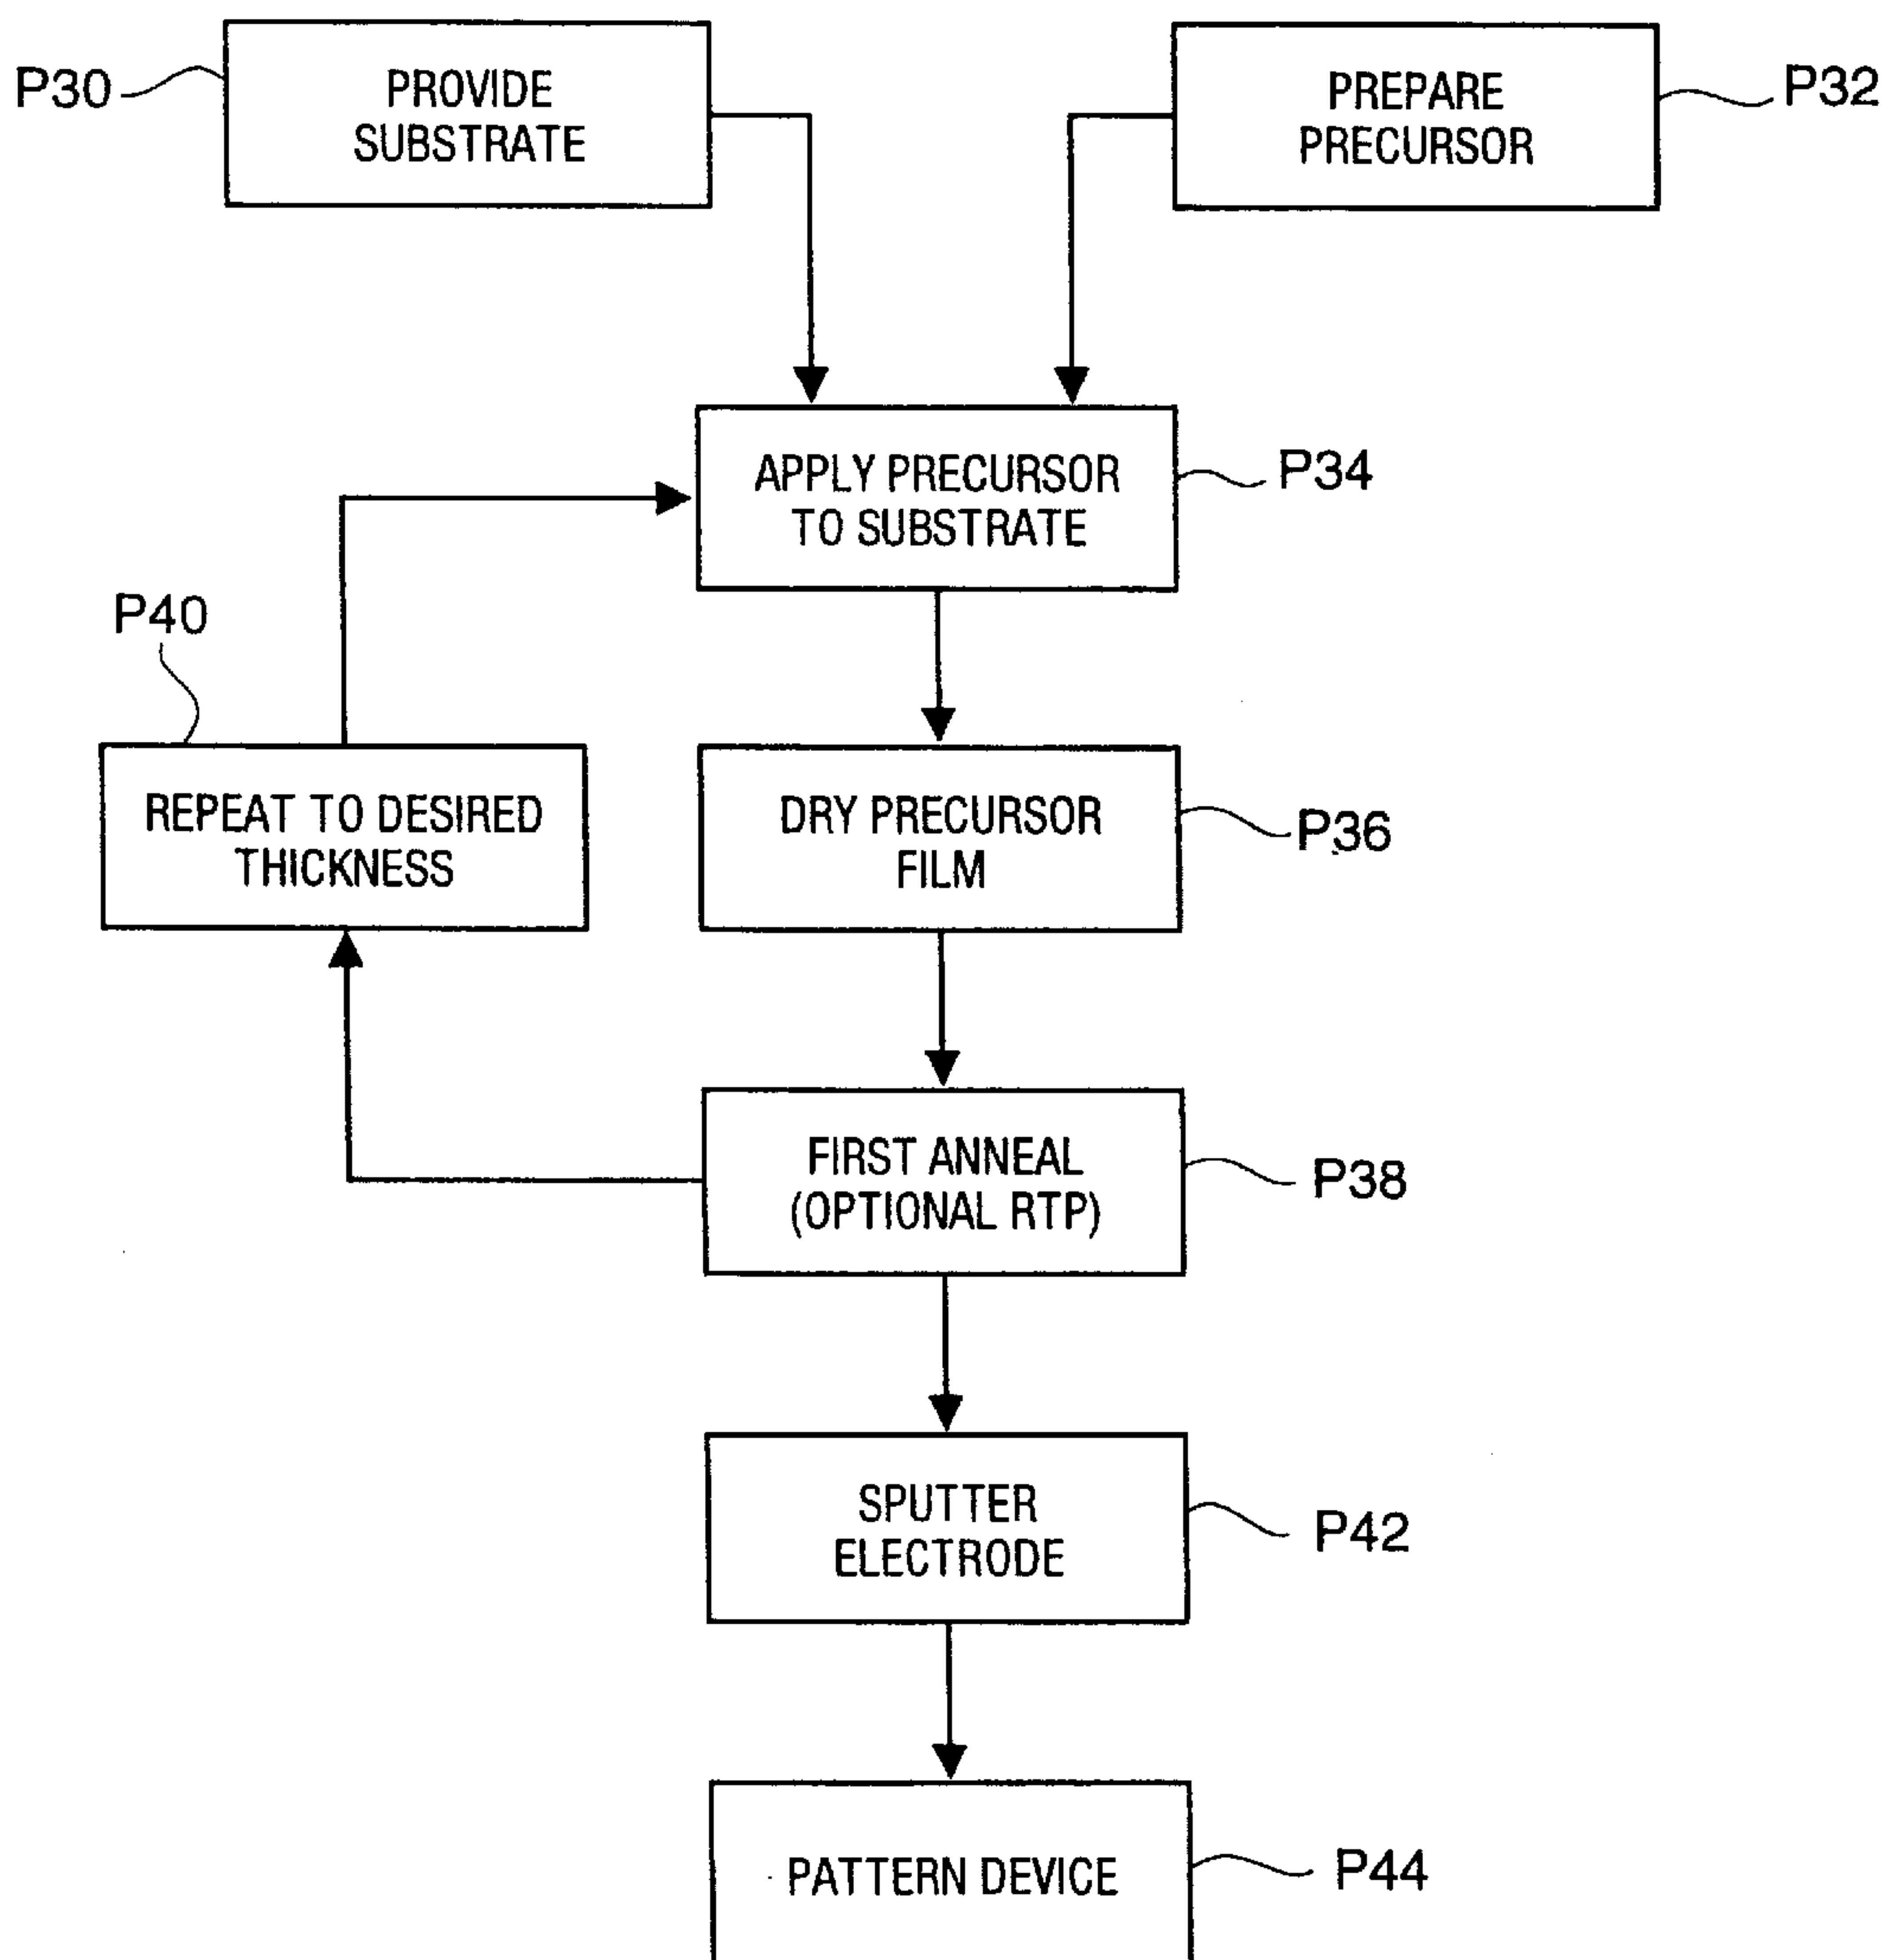 P30
PROVIDE
SUBSTRATE
PREPARE
PRECURSOR
P32
APPLY PRECURSOR
TO SUBSTRATE
P34
P40
REPEAT TO DESIRED
THICKNESS
DRY PRECURSOR
FILM
P36
FIRST ANNEAL
(OPTIONAL RTP)
P38
SPUTTER
ELECTRODE
P42
PATTERN DEVICE
P44